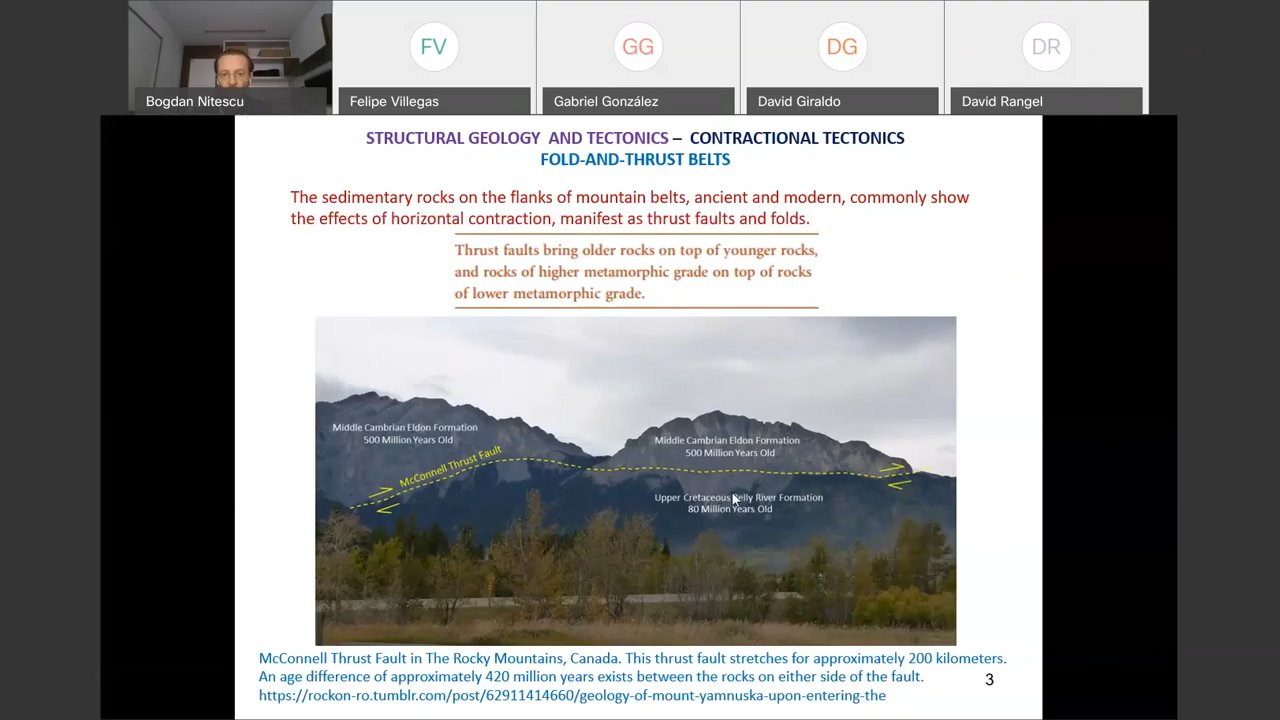 FV
GG
DG
DR
Bogdan Nitescu
Felipe Villegas
Gabriel González
David Giraldo
David Rangel
STRUCTURAL GEOLOGY AND TECTONICS – CONTRACTIONAL TECTONICS
FOLD-AND-THRUST BELTS
The sedimentary rocks on the flanks of mountain belts, ancient and modern, commonly show
the effects of horizontal contraction, manifest as thrust faults and folds.
Thrust faults bring older rocks on top of younger rocks,
and rocks of higher metamorphic grade on top of rocks
of lower metamorphic grade.
Middle Cambrian Eldon Formation
500 Million Years Old
McConnell Thrust Fault
Middle Cambrian Eldon Formation
500 Million Years Old
Upper Cretaceous Belly River Formation
80 Million Years Old
McConnell Thrust Fault in The Rocky Mountains, Canada. This thrust fault stretches for approximately 200 kilometers.
An age difference of approximately 420 million years exists between the rocks on either side of the fault.
https://rockon-ro.tumblr.com/post/62911414660/geology-of-mount-yamnuska-upon-entering-the
3